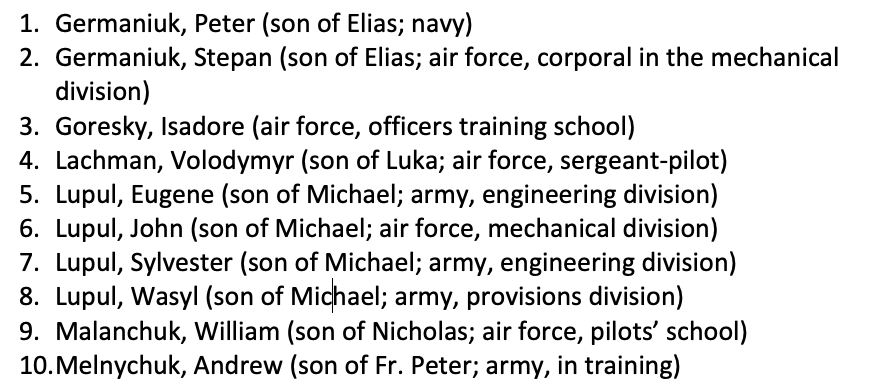 1. Germaniuk, Peter (son of Elias; navy)
2. Germaniuk, Stepan (son of Elias; air force, corporal in the mechanical
division)
3. Goresky, Isadore (air force, officers training school)
4. Lachman, Volodymyr (son of Luka; air force, sergeant-pilot)
5. Lupul, Eugene (son of Michael; army, engineering division)
6. Lupul, John (son of Michael; air force, mechanical division)
7. Lupul, Sylvester (son of Michael; army, engineering division)
8. Lupul, Wasyl (son of Michael; army, provisions division)
9. Malanchuk, William (son of Nicholas; air force, pilots’ school)
10.Melnychuk, Andrew (son of Fr. Peter; army, in training)